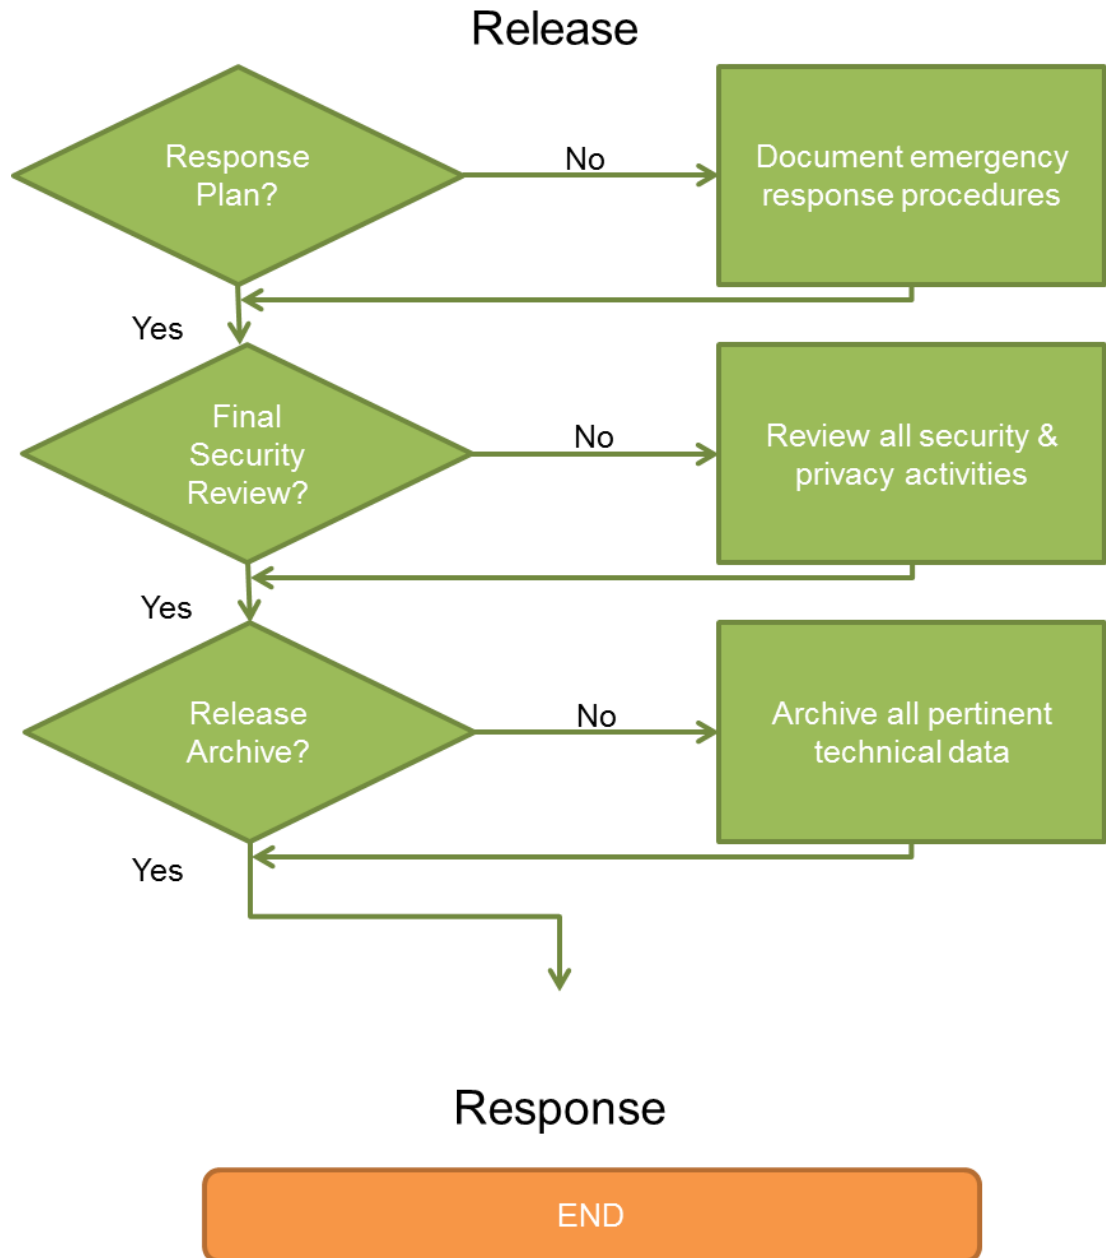 Release
Response
Plan?
No
Document emergency
response procedures
Yes
Final
Security
Review?
No
Review all security &
privacy activities
Yes
Release
Archive?
No
Archive all pertinent
technical data
Yes
Response
END